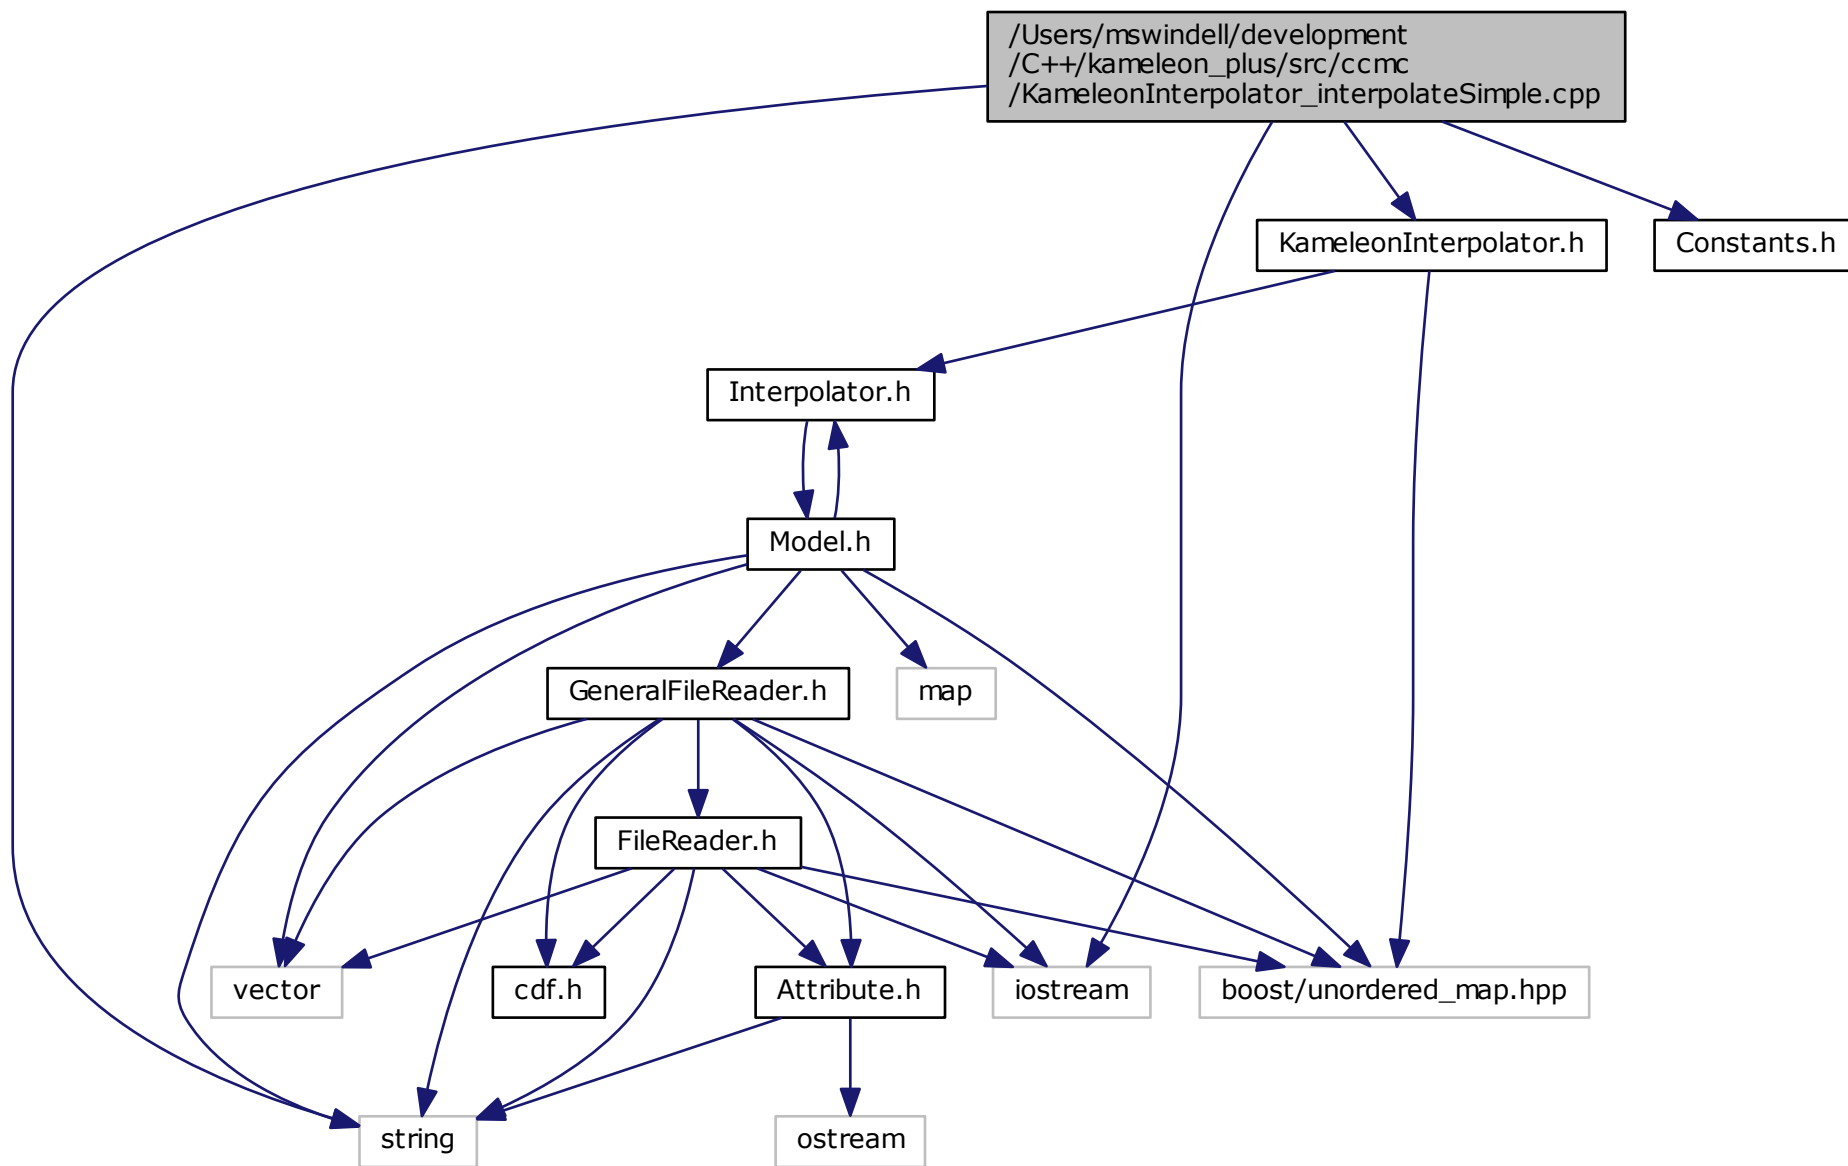 /Users/mswindell/development
/C++/kameleon_plus/src/ccmc
/KameleonInterpolator_interpolateSimple.cpp
KameleonInterpolator.h
Constants.h
Interpolator.h
Model.h
GeneralFileReader.h
map
FileReader.h
vector
cdf.h
Attribute.h
iostream
boost/unordered_map.hpp
string
ostream